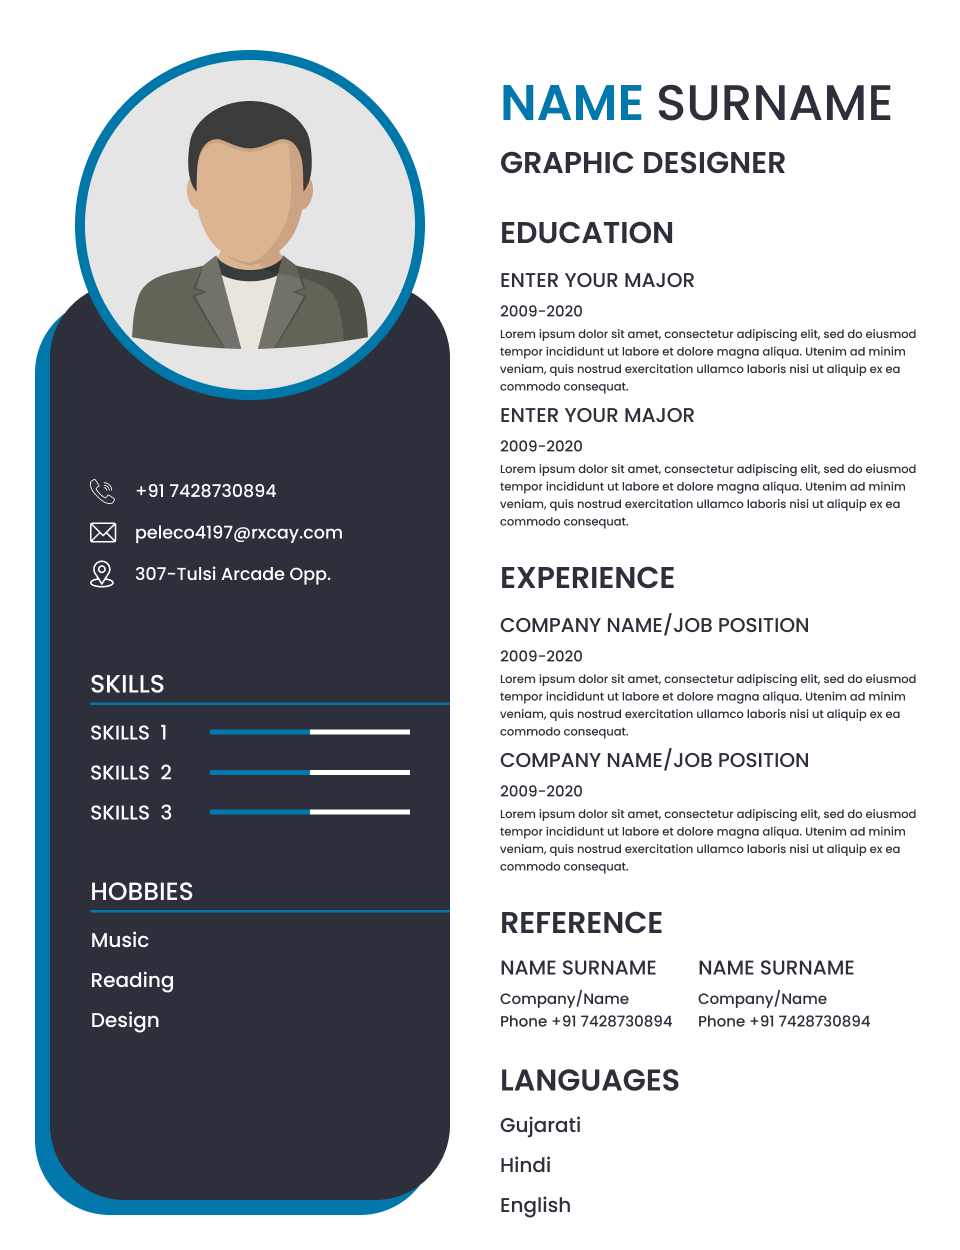 +91 7428730894
peleco4197@rxcay.com
307-Tulsi Arcade Opp.
SKILLS
SKILLS 1
SKILLS 2
SKILLS 3
HOBBIES
Music
Reading
Design
NAME SURNAME
GRAPHIC DESIGNER
EDUCATION
ENTER YOUR MAJOR
2009-2020
Lorem ipsum dolor sit amet, consectetur adipiscing elit, sed do eiusmod
tempor incididunt ut labore et dolore magna aliqua. Utenim ad minim
veniam, quis nostrud exercitation ullamco laboris nisi ut aliquip ex ea
commodo consequat.
ENTER YOUR MAJOR
2009-2020
Lorem ipsum dolor sit amet, consectetur adipiscing elit, sed do eiusmod
tempor incididunt ut labore et dolore magna aliqua. Utenim ad minim
veniam, quis nostrud exercitation ullamco laboris nisi ut aliquip ex ea
commodo consequat.
EXPERIENCE
COMPANY NAME/JOB POSITION
2009-2020
Lorem ipsum dolor sit amet, consectetur adipiscing elit, sed do eiusmod
tempor incididunt ut labore et dolore magna aliqua. Utenim ad minim
veniam, quis nostrud exercitation ullamco laboris nisi ut aliquip ex ea
commodo consequat.
COMPANY NAME/JOB POSITION
2009-2020
Lorem ipsum dolor sit amet, consectetur adipiscing elit, sed do eiusmod
tempor incididunt ut labore et dolore magna aliqua. Utenim ad minim
veniam, quis nostrud exercitation ullamco laboris nisi ut aliquip ex ea
commodo consequat.
REFERENCE
NAME SURNAME
Company/Name
Phone +91 7428730894
NAME SURNAME
Company/Name
Phone +91 7428730894
LANGUAGES
Gujarati
Hindi
English